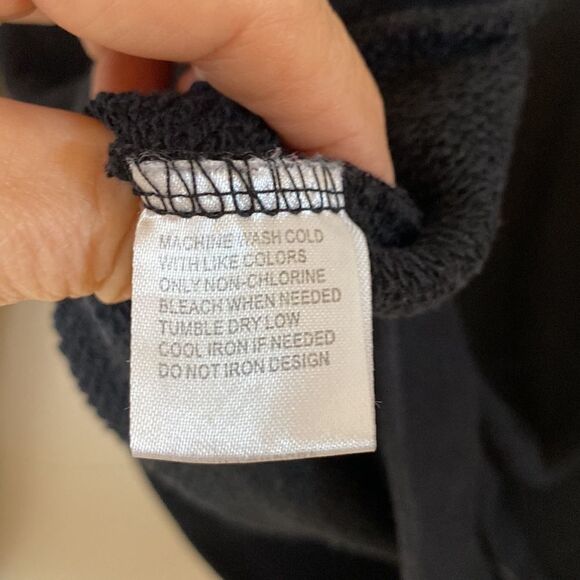 MACHINE WASH COLD
WITH LIKE COLORS
ONLY NON-CHLORINE
BLEACH WHEN NEEDED
TUMBLE DRY LOW
COOL IRON IF NEEDED
DO NOT IRON DESIGN